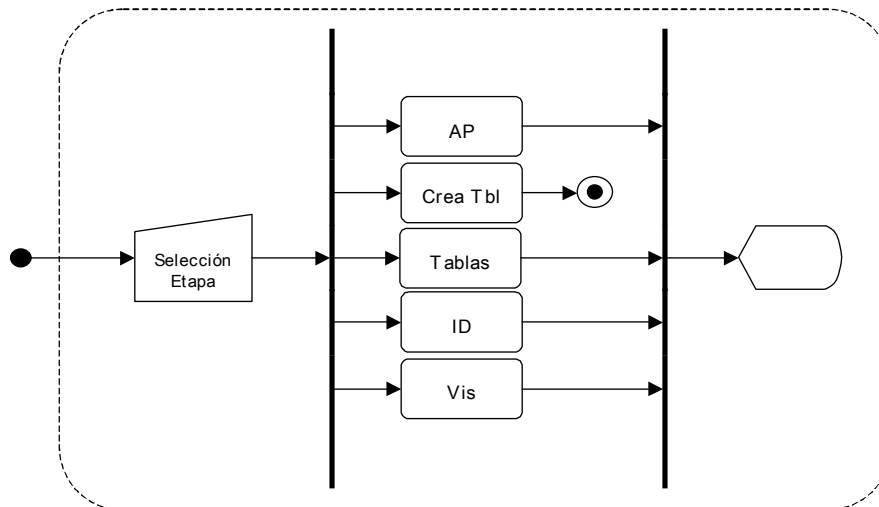 Selección
Etapa
AP
Crea Tbl
Tablas
ID
Vis